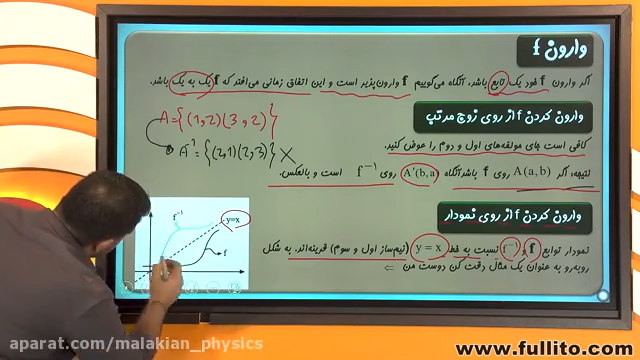 وارون f
اگر وارون f خود یک تابع باشد، آنگاه می‌گوییم f وارون‌پذیر است و این اتفاق زمانی می‌افتد که f یک به یک باشد.
وارون کردن f از روی زوج مرتب
A={(1,2)(3,2)}
کافی است جای مولفه‌های اول و دوم را عوض کنید.
A⁻¹={(2,1)(2,3)} X
نتیجه، اگر A(a,b) روی f باشد آنگاه A'(b,a) روی f⁻¹ است و بالعکس.
وارون کردن f از روی نمودار
نمودار توابع f و f⁻¹ نسبت به خط y = x (نیم‌ساز اول و سوم) قرینه‌اند. به شکل
روبه‌رو به عنوان یک مثال دقت کن دوست من ⇐
f⁻¹
y=x
f
aparat.com/malakian_physics
www.fullito.com